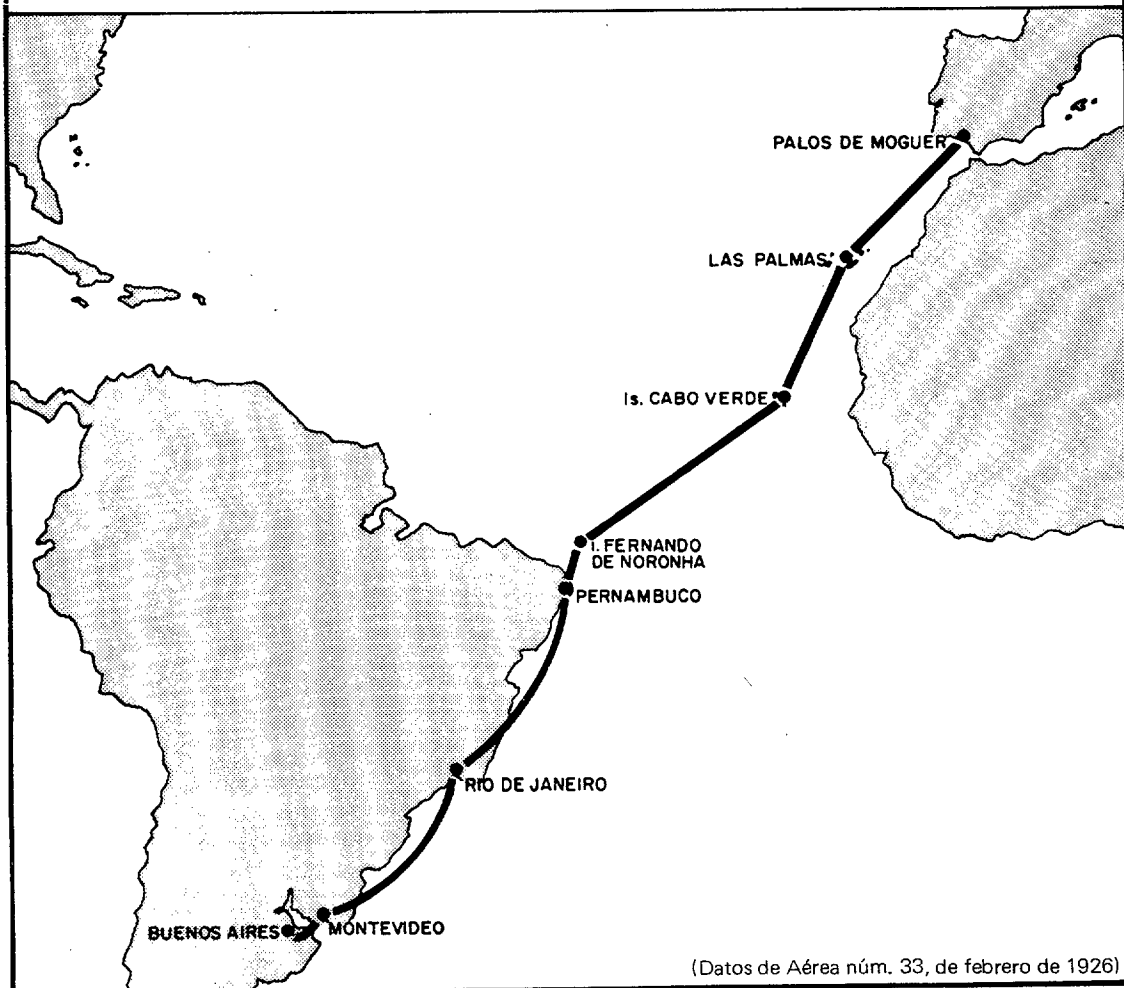 PALOS DE MOGUER
LAS PALMAS
Is. CABO VERDE
I. FERNANDO
DE NORONHA
PERNAMBUCO
RIO DE JANEIRO
BUENOS AIRES
MONTEVIDEO
(Datos de Aérea núm. 33, de febrero de 1926)